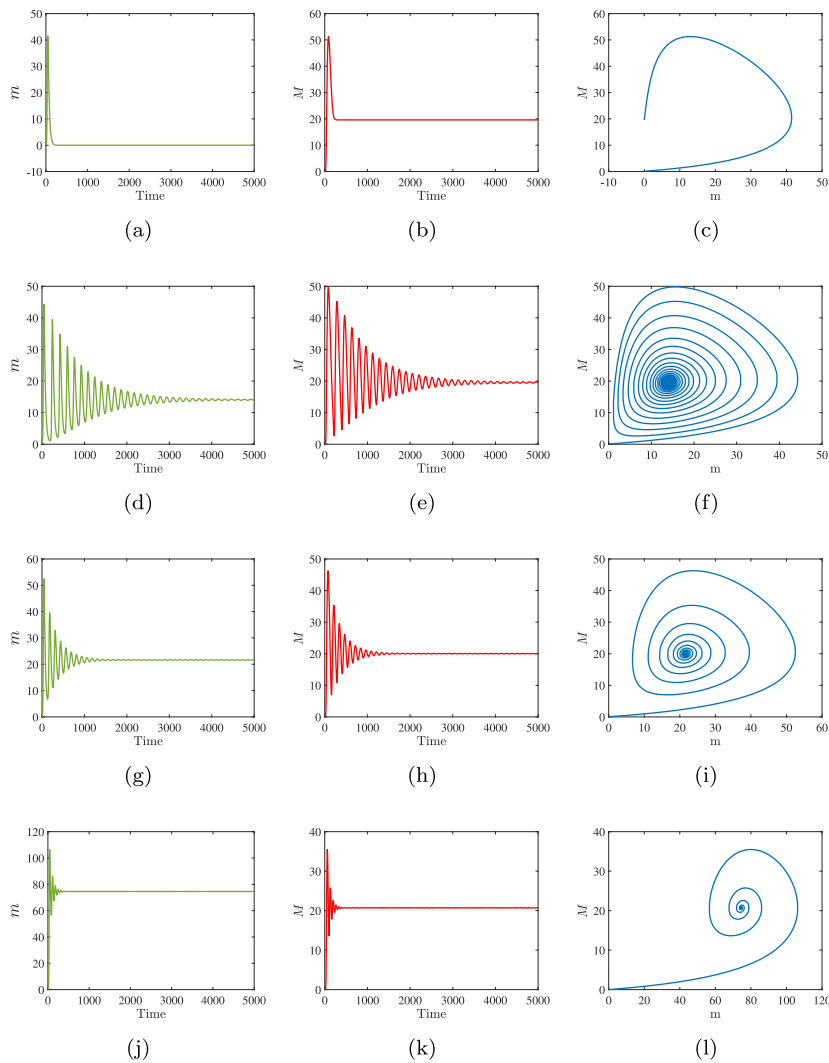 50
40
30
20
10
0
-10
m
0 1000 2000 3000 4000 5000
Time
(a)
60
50
40
30
20
10
0
M
0 1000 2000 3000 4000 5000
Time
(b)
60
50
40
30
20
10
0
M
-10 0 10 20 30 40 50
m
(c)
50
40
30
20
10
0
m
0 1000 2000 3000 4000 5000
Time
(d)
50
40
30
20
10
0
M
0 1000 2000 3000 4000 5000
Time
(e)
50
40
30
20
10
0
M
0 10 20 30 40 50
m
(f)
60
50
40
30
20
10
0
m
0 1000 2000 3000 4000 5000
Time
(g)
50
40
30
20
10
0
M
0 1000 2000 3000 4000 5000
Time
(h)
50
40
30
20
10
0
M
0 10 20 30 40 50 60
m
(i)
120
100
80
60
40
20
0
m
0 1000 2000 3000 4000 5000
Time
(j)
40
30
20
10
0
M
0 1000 2000 3000 4000 5000
Time
(k)
40
30
20
10
0
M
0 20 40 60 80 100 120
m
(l)